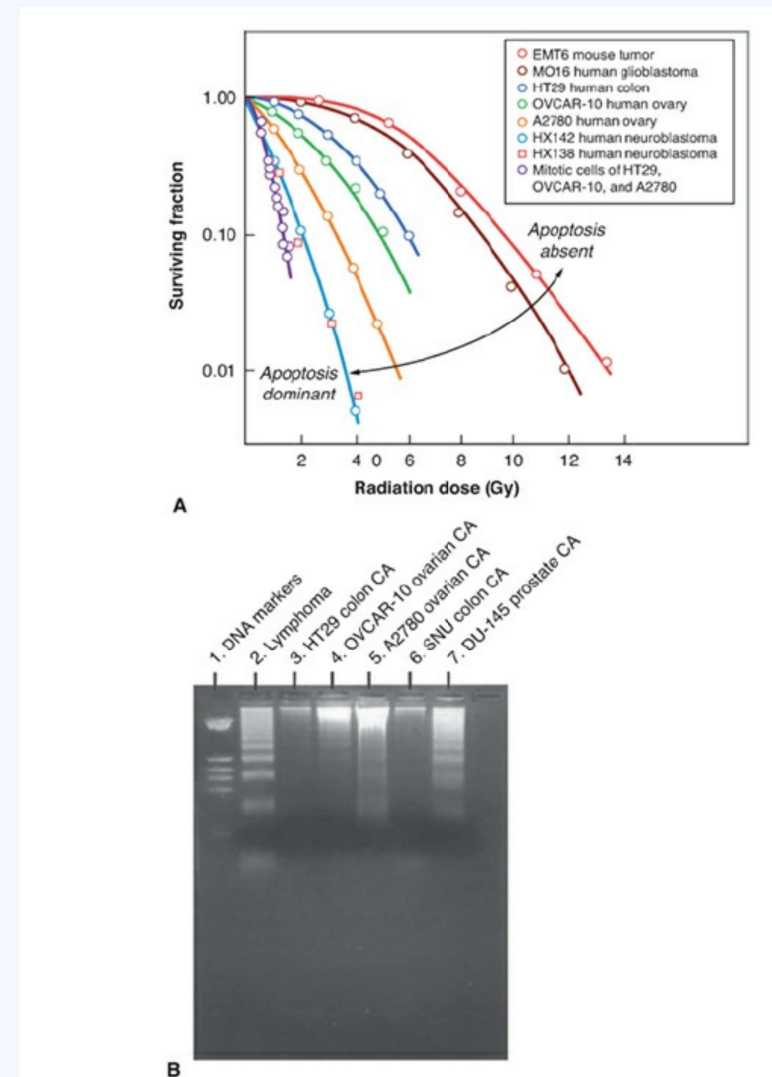 EMT6 mouse tumor
MO16 human glioblastoma
HT29 human colon
OVCAR-10 human ovary
A2780 human ovary
HX142 human neuroblastoma
HX138 human neuroblastoma
Mitotic cells of HT29,
OVCAR-10, and A2780
1.00
0.10
0.01
Surviving fraction
Apoptosis
absent
Apoptosis
dominant
2 4 0 6 8 10 12 14
Radiation dose (Gy)
A
1. DNA markers
2. Lymphoma
3. HT29 colon CA
4. OVCAR-10 ovarian CA
5. A2780 ovarian CA
6. SNU colon CA
7. DU-145 prostate CA
B